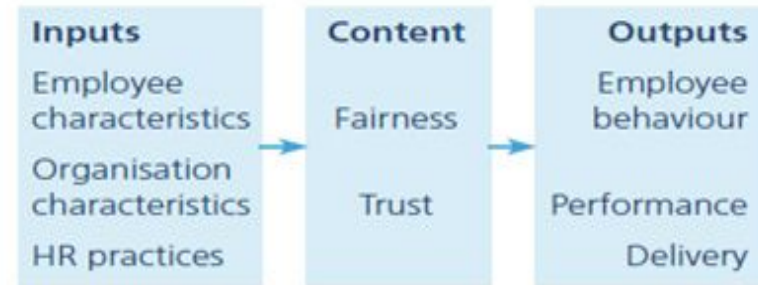 Inputs
Employee
characteristics
Organisation
characteristics
HR practices
Content
Fairness
Trust
Outputs
Employee
behaviour
Performance
Delivery